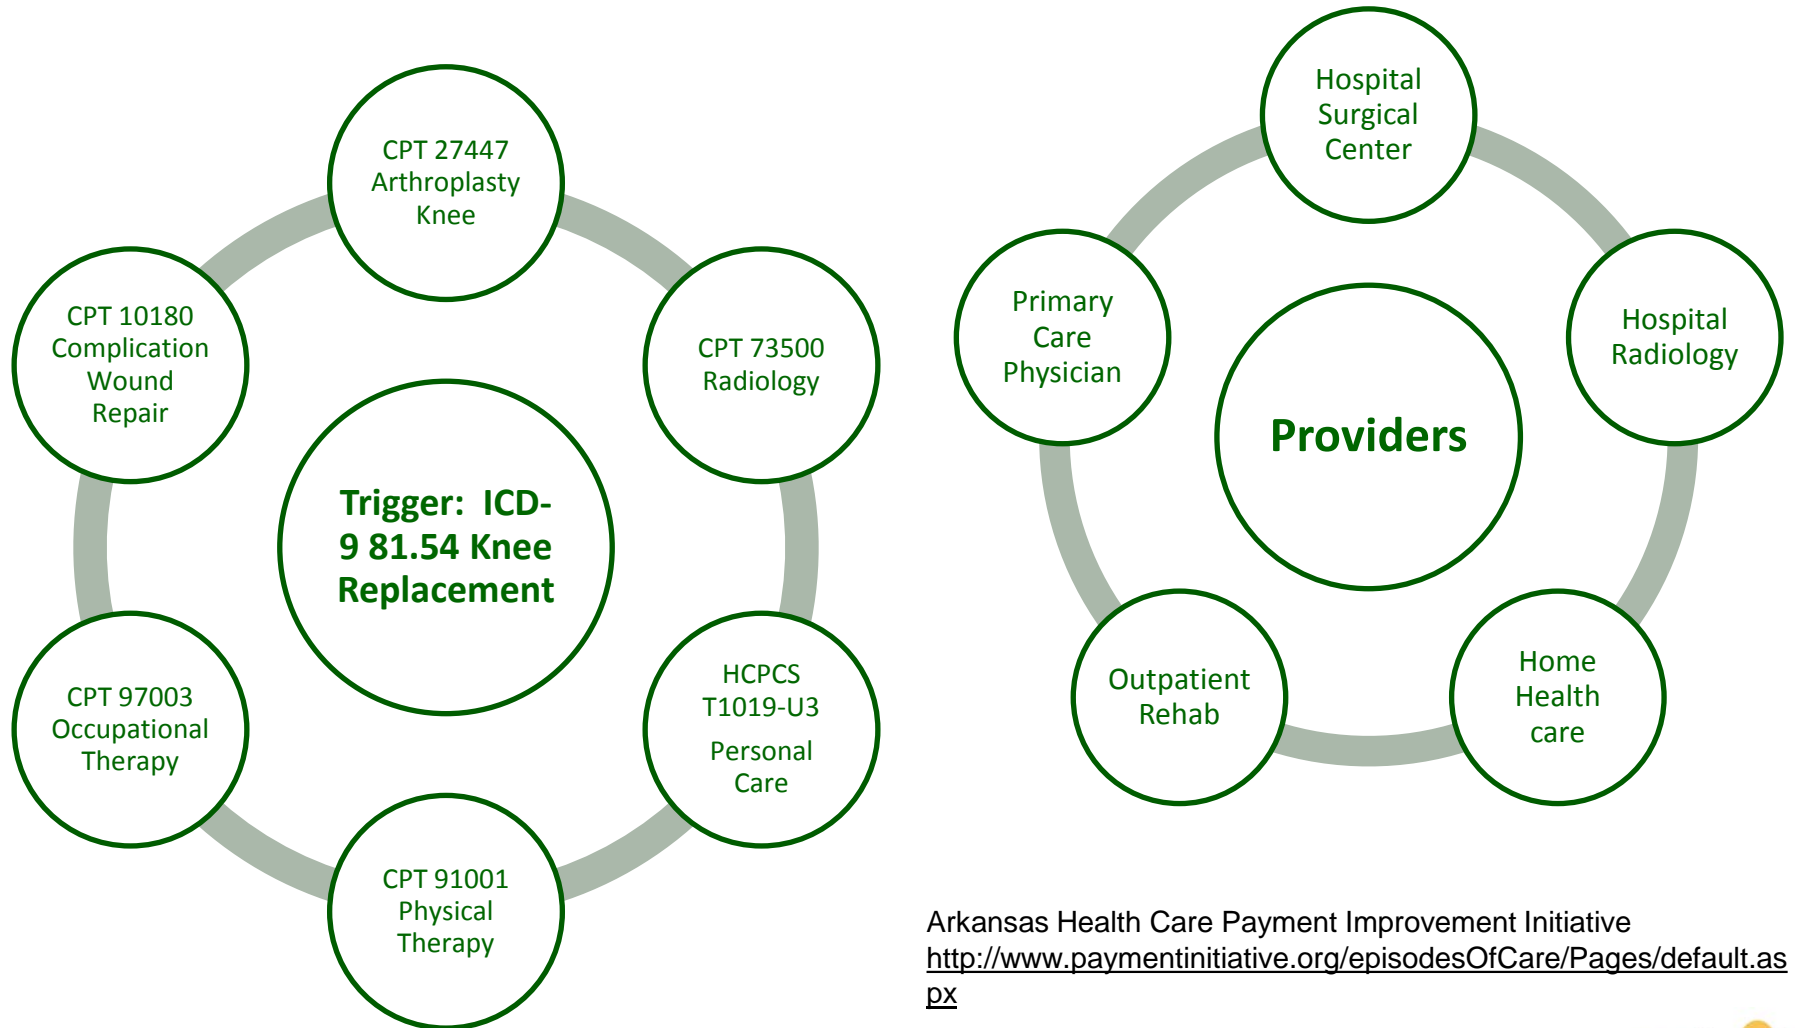 CPT 27447
Arthroplasty
Knee
CPT 73500
Radiology
HCPCS
T1019-U3
Personal
Care
CPT 91001
Physical
Therapy
CPT 97003
Occupational
Therapy
CPT 10180
Complication
Wound
Repair
Trigger:  ICD-
9 81.54 Knee
Replacement
Hospital
Surgical
Center
Hospital
Radiology
Home
Health
care
Outpatient
Rehab
Primary
Care
Physician
Providers
Arkansas Health Care Payment Improvement Initiative
http://www.paymentinitiative.org/episodesOfCare/Pages/default.as
px